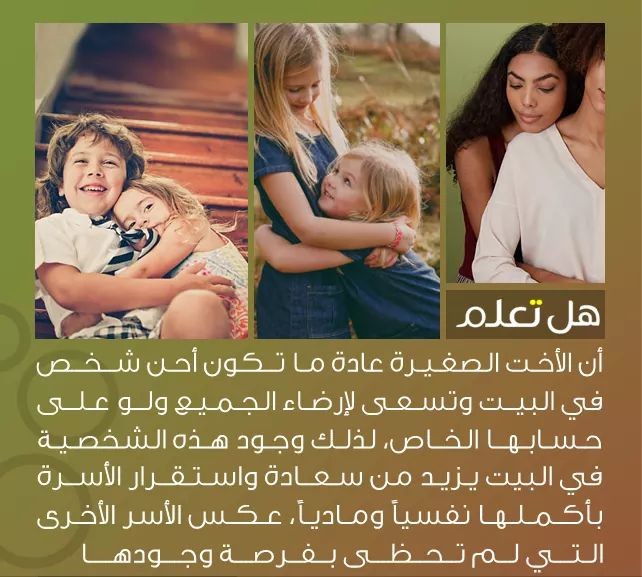 هل تعلم
أن الأخت الصغيرة عادة ما تكون أحن شخص
في البيت وتسعى لإرضاء الجميع ولو على
حسابها الخاص، لذلك وجود هذه الشخصية
في البيت يزيد من سعادة واستقرار الأسرة
بأكملها نفسياً ومادياً، عكس الأسر الأخرى
التي لم تحظى بفرصة وجودها